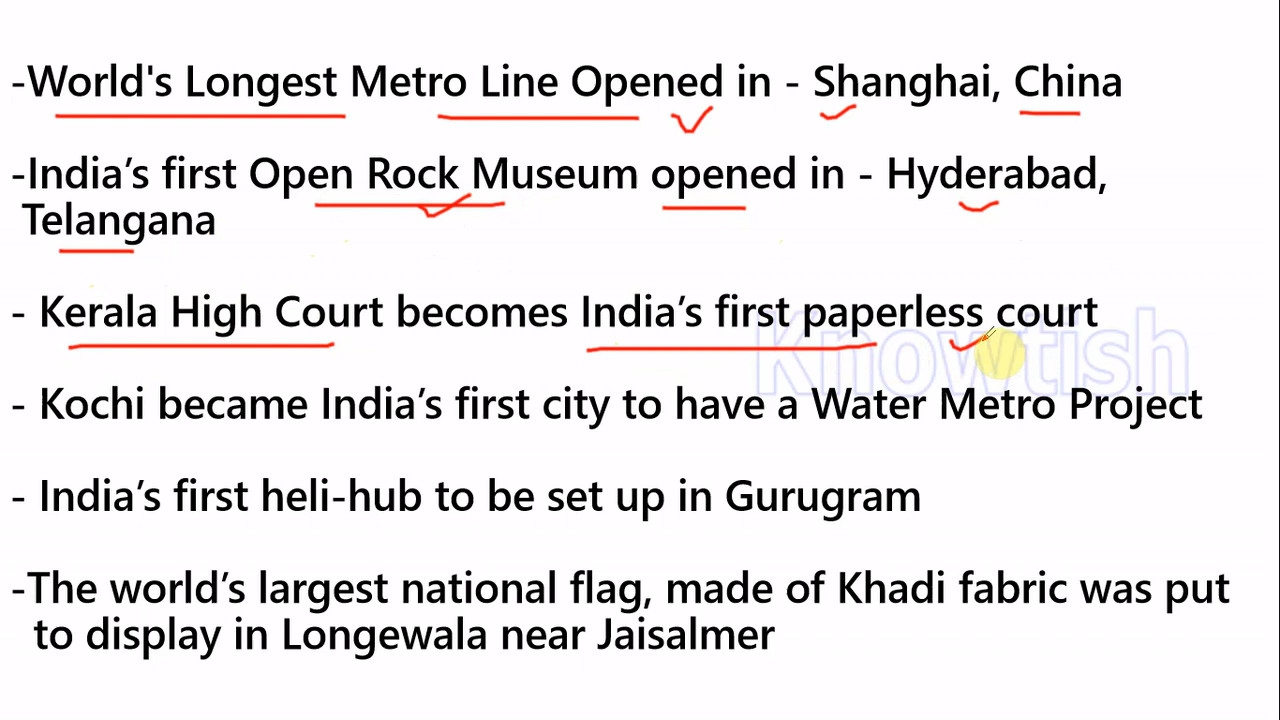 -World's Longest Metro Line Opened in - Shanghai, China
-India’s first Open Rock Museum opened in - Hyderabad,
Telangana
- Kerala High Court becomes India’s first paperless court
Knowtish
- Kochi became India’s first city to have a Water Metro Project
- India’s first heli-hub to be set up in Gurugram
-The world’s largest national flag, made of Khadi fabric was put
to display in Longewala near Jaisalmer